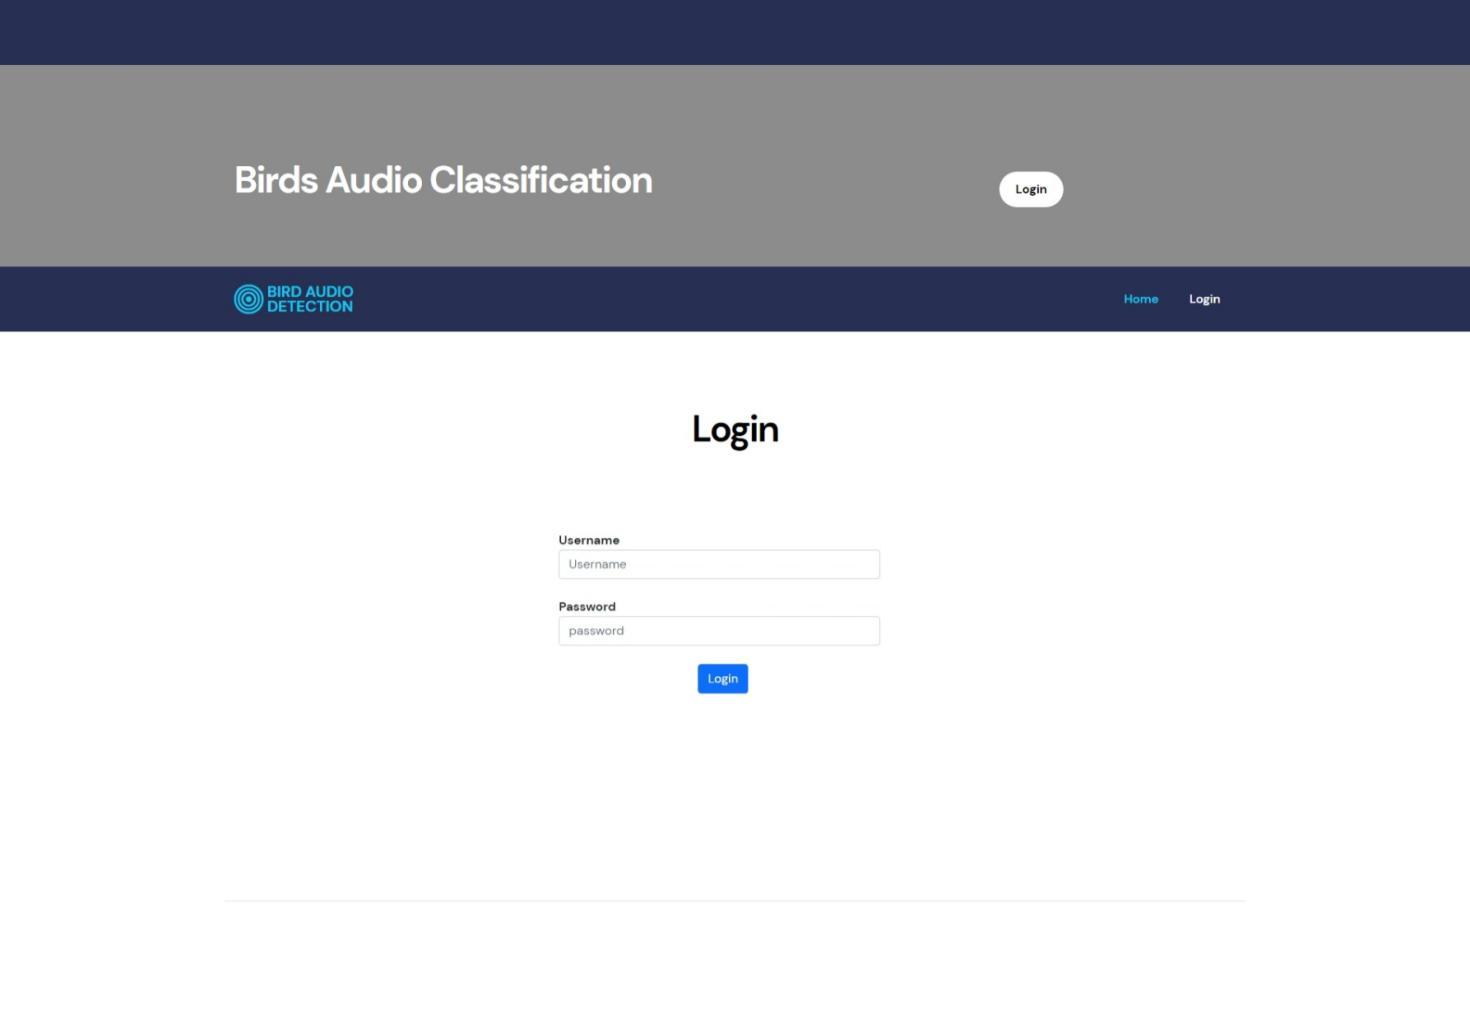 Birds Audio Classification
Login
BIRD AUDIO
DETECTION
Home
Login
Login
Username
Username
Password
password
Login